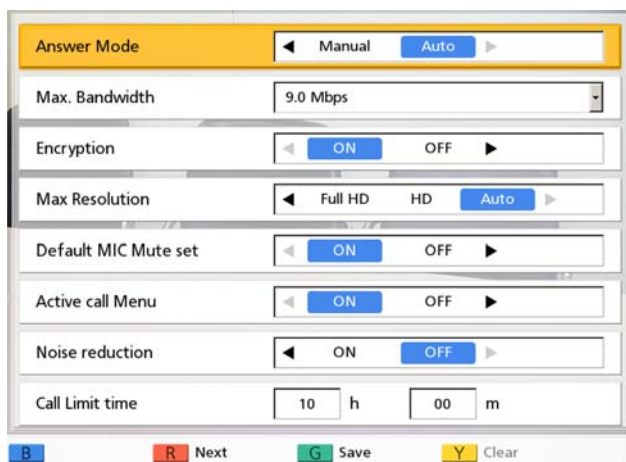 Answer Mode ◀ Manual Auto ▶
Max. Bandwidth 9.0 Mbps
Encryption ◀ ON OFF ▶
Max Resolution ◀ Full HD HD Auto ▶
Default MIC Mute set ◀ ON OFF ▶
Active call Menu ◀ ON OFF ▶
Noise reduction ◀ ON OFF ▶
Call Limit time 10 h 00 m
B R Next G Save Y Clear